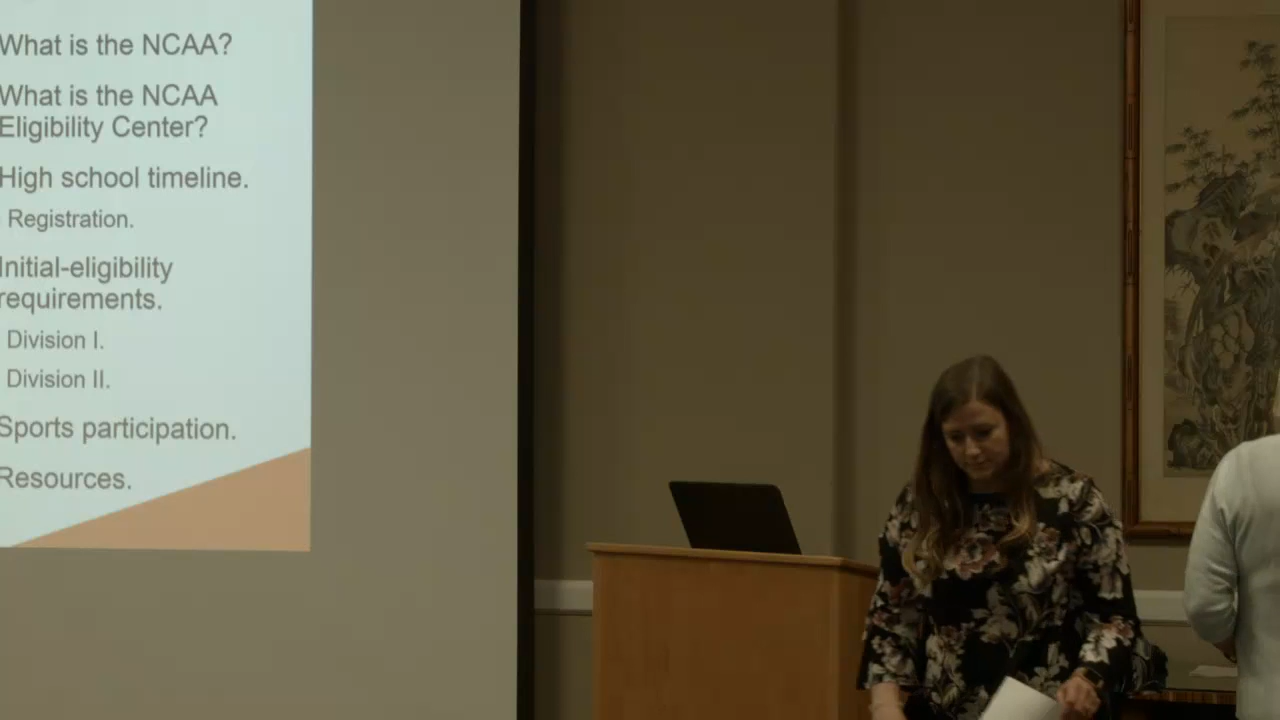 What is the NCAA?
What is the NCAA
Eligibility Center?
High school timeline.
Registration.
Initial-eligibility
requirements.
Division I.
Division II.
Sports participation.
Resources.